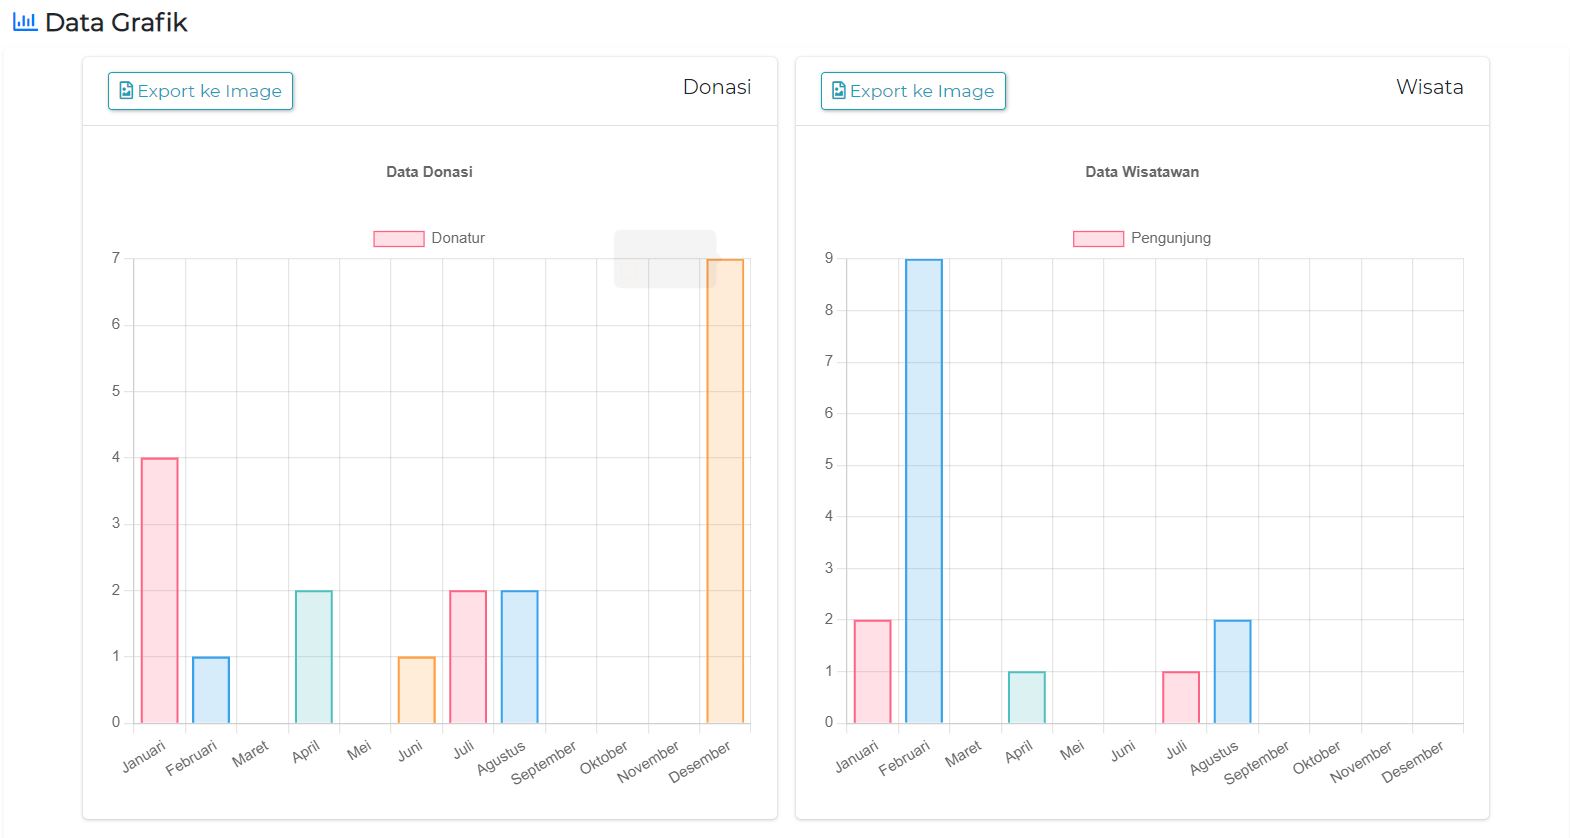 Data Grafik
Export ke Image
Donasi
Data Donasi
Donatur
7
6
5
4
3
2
1
0
Januari
Februari
Maret
April
Mei
Juni
Juli
Agustus
September
Oktober
November
Desember
Export ke Image
Wisata
Data Wisatawan
Pengunjung
9
8
7
6
5
4
3
2
1
0
Januari
Februari
Maret
April
Mei
Juni
Juli
Agustus
September
Oktober
November
Desember